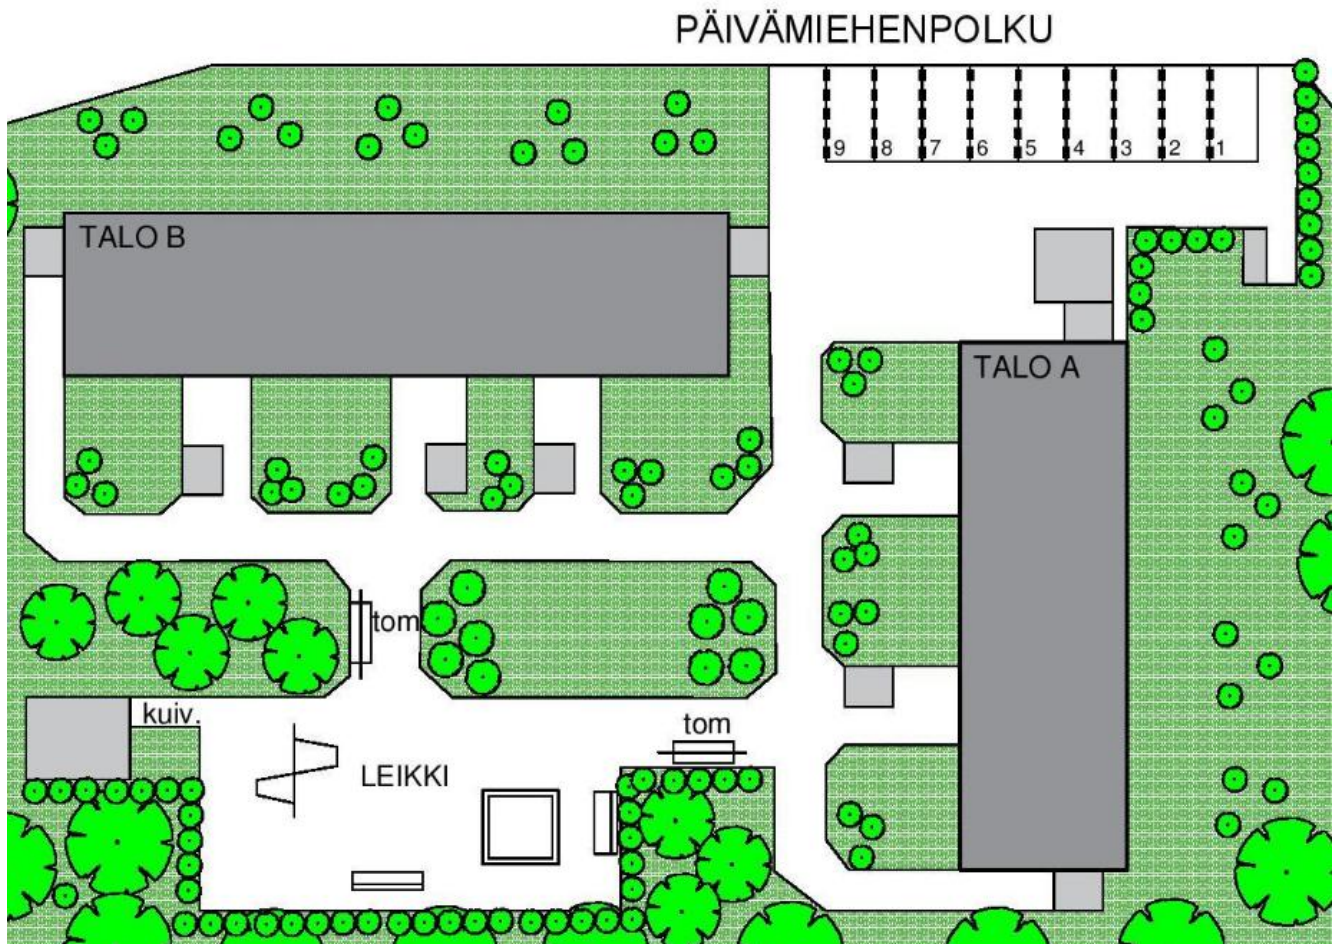 PÄIVÄMIEHENPOLKU
9 8 7 6 5 4 3 2 1
TALO B
TALO A
tom
kuiv.
tom
LEIKKI